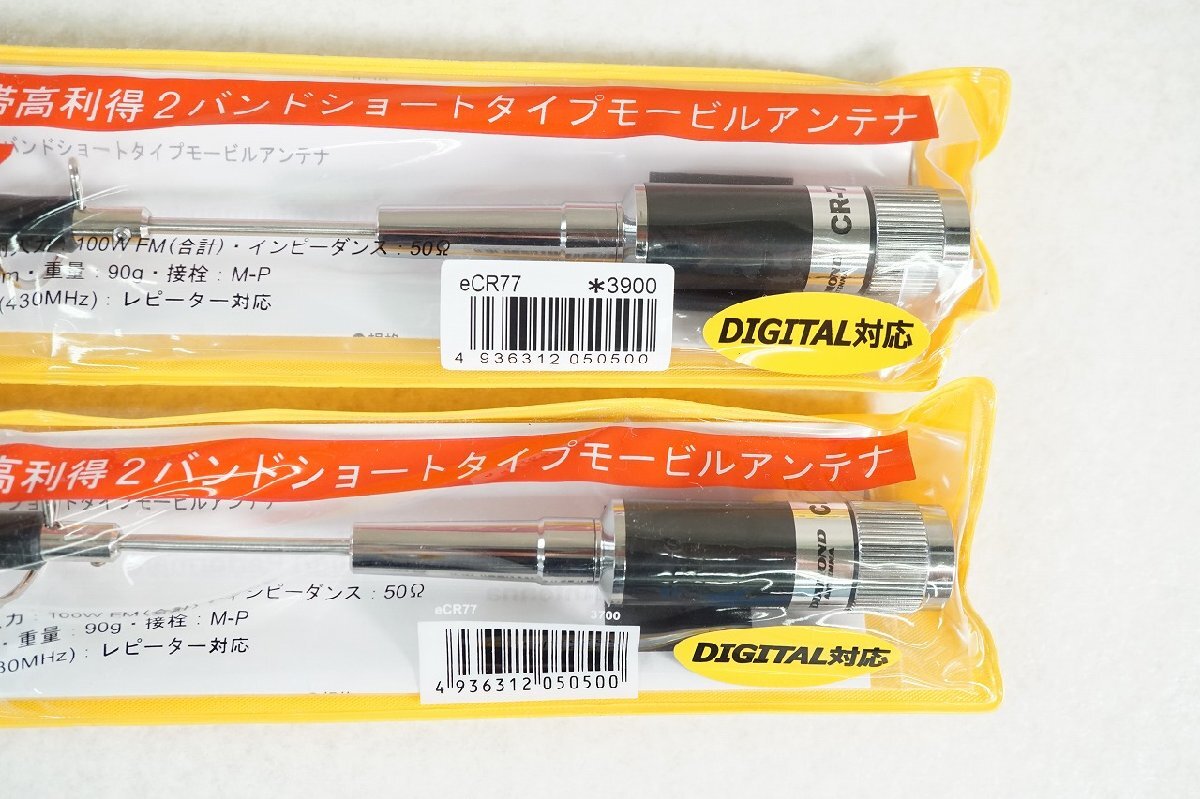 帯高利得2バンドショートタイプモービルアンテナ
バンドショートタイプモービルアンテナ
入力：100W FM(合計)・インピーダンス：50Ω
m・重量：90g・接栓：M-P
(430MHz)：レピーター対応
CR-7
eCR77 *3900
4 936312 050500
DIGITAL対応
高利得2バンドショートタイプモービルアンテナ
ショートタイプモービルアンテナ
力：100W FM(合計)・インピーダンス：50Ω
・重量：90g・接栓：M-P
30MHz)：レピーター対応
DIAMOND
ANTENNA
C
eCR77 3700
4 936312 050500
DIGITAL対応